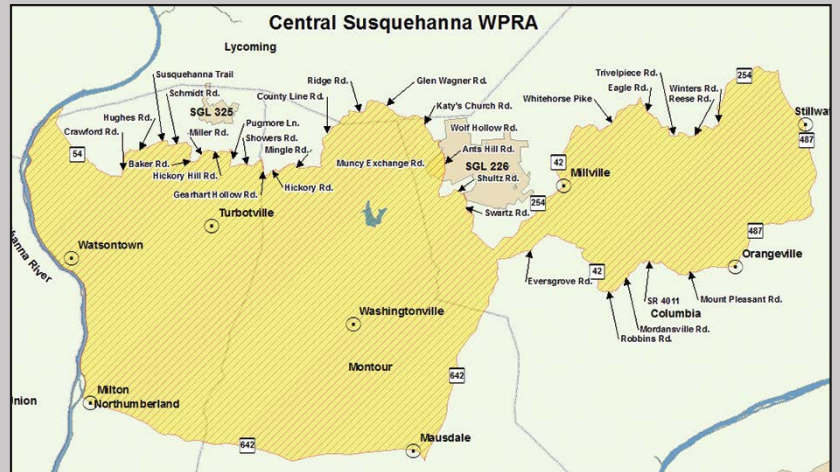 Central Susquehanna WPRA
Lycoming
Susquehanna Trail
Schmidt Rd.
Ridge Rd.
Glen Wagner Rd.
Trivelpiece Rd.
254
Eagle Rd.
Winters Rd.
Reese Rd.
County Line Rd.
Katy's Church Rd.
Whitehorse Pike
SGL 325
Hughes Rd.
Pugmore Ln.
Crawford Rd.
Miller Rd.
Showers Rd.
Wolf Hollow Rd.
Stillwa
487
54
Mingle Rd.
Ants Hill Rd.
Baker Rd.
Muncy Exchange Rd.
SGL 226
42
Hickory Hill Rd.
Shultz Rd.
Millville
Gearhart Hollow Rd.
Hickory Rd.
254
Swartz Rd.
Turbotville
487
Watsontown
hanna River
Orangeville
42
Eversgrove Rd.
SR 4011
Mount Pleasant Rd.
Columbia
Washingtonville
Mordansville Rd.
Robbins Rd.
Montour
642
Milton
Northumberland
nion
Mausdale
642